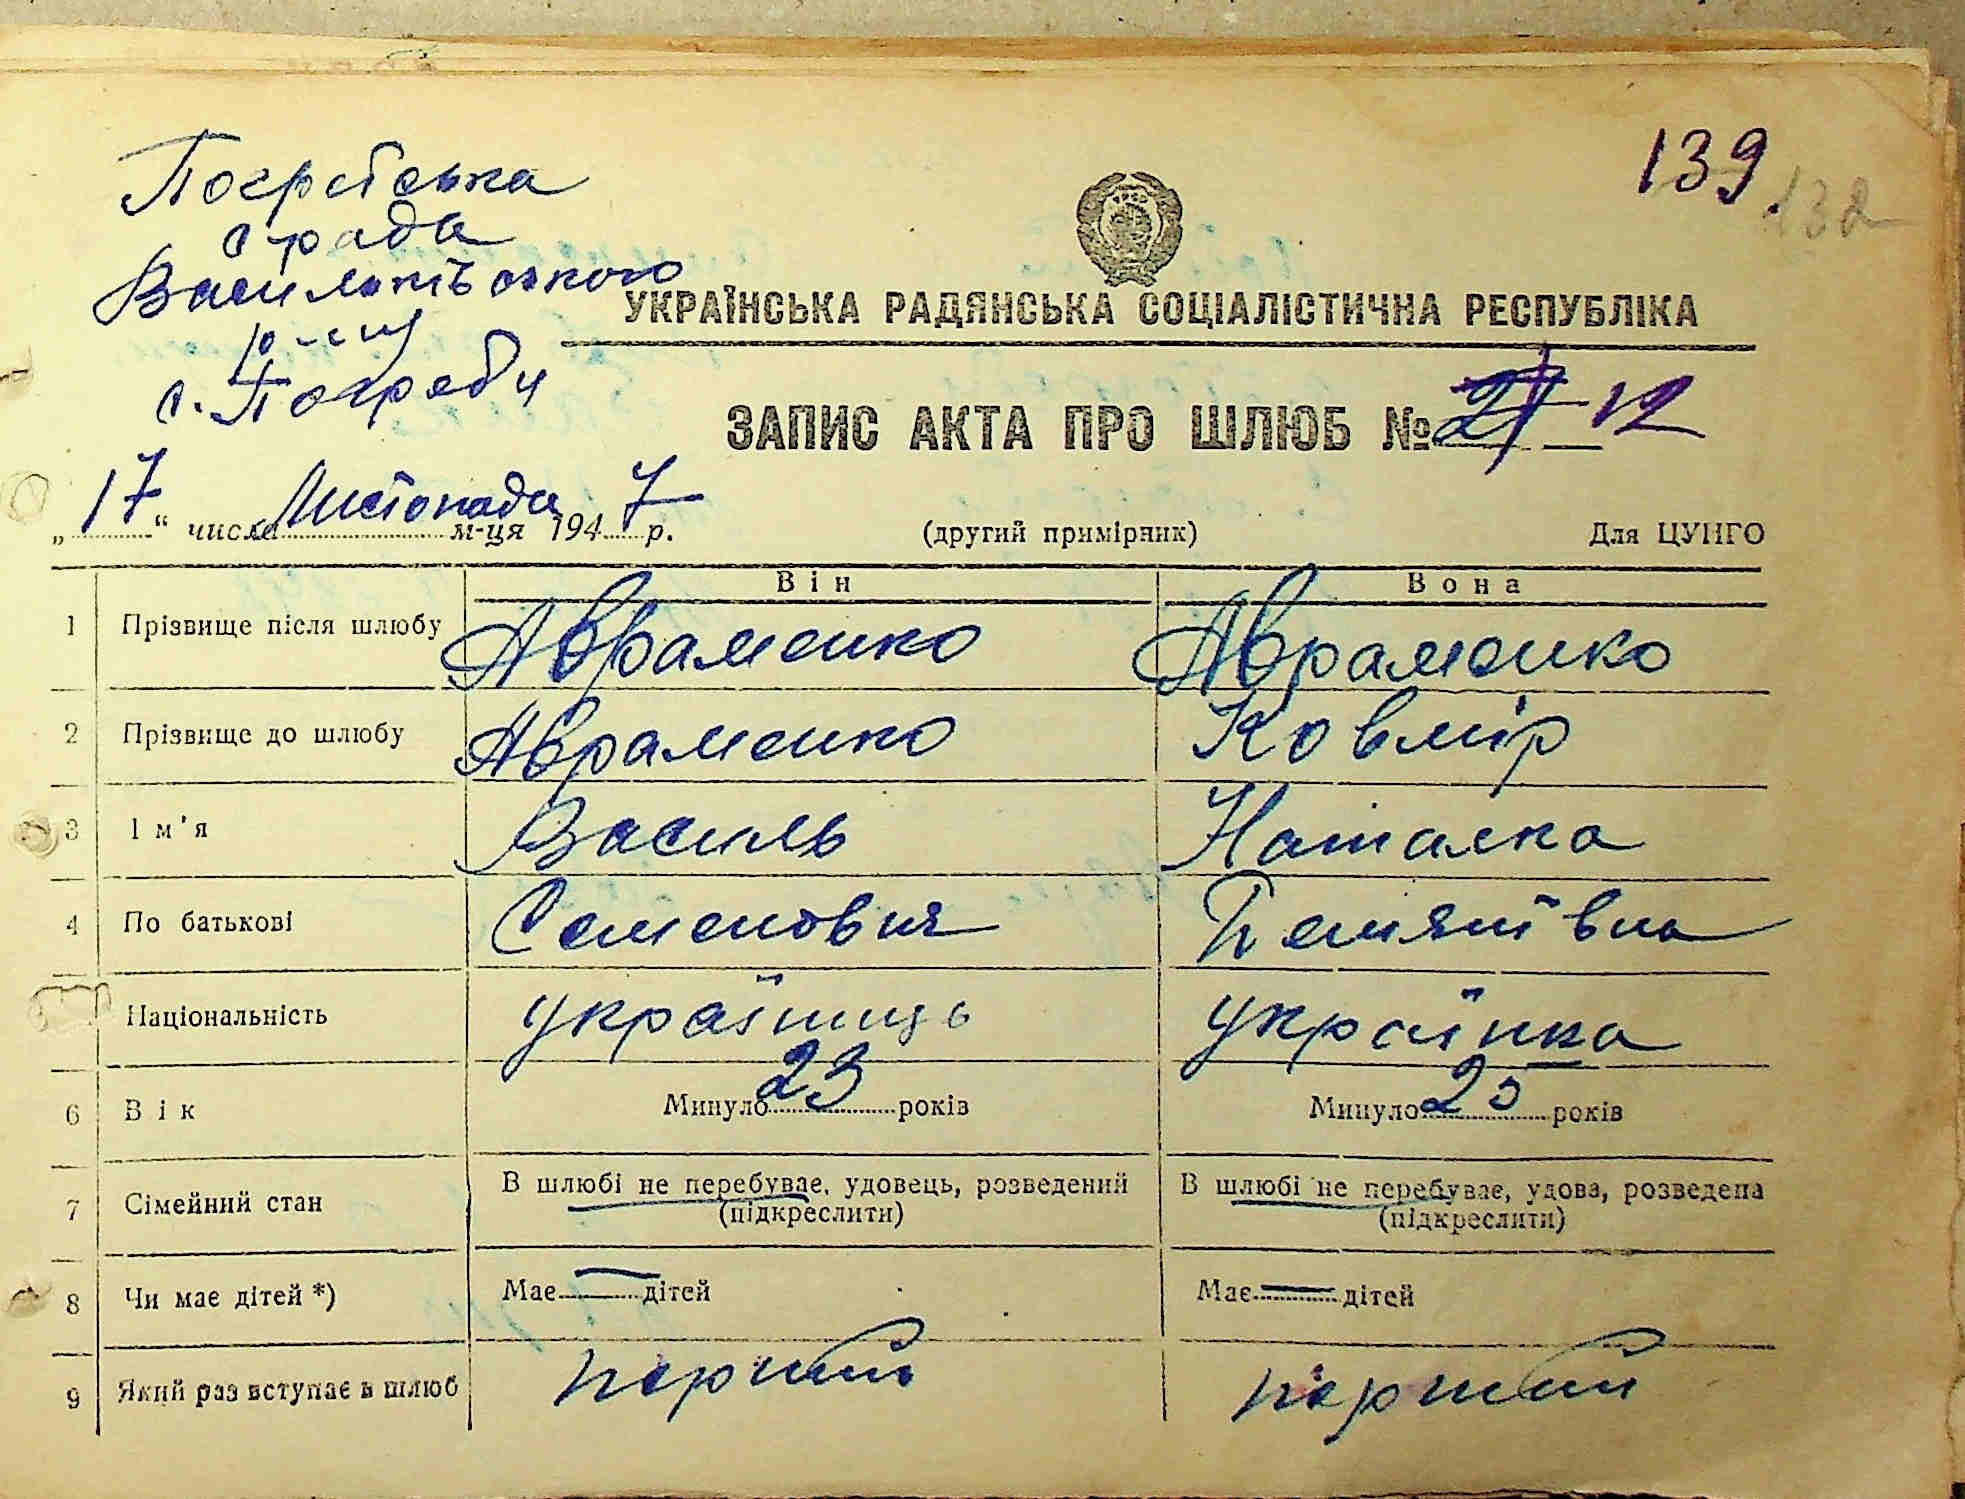 139
132
Погребська
с рада
Васильківського
р-ну
с. Погреби
УКРАЇНСЬКА РАДЯНСЬКА СОЦІАЛІСТИЧНА РЕСПУБЛІКА
ЗАПИС АКТА ПРО ШЛЮБ № 21 12
„17“ числа Листопада м-ця 1947 р. (другий примірник) Для ЦУНГО
Він Вона
1 Прізвище після шлюбу Авраменко Авраменко
2 Прізвище до шлюбу Авраменко Ковмір
3 Ім'я Василь Наталка
4 По батькові Семенович
Національність українець українка
6 Вік Минуло 23 років Минуло 25 років
7 Сімейний стан В шлюбі не перебуває, удовець, розведений В шлюбі не перебуває, удова, розведена
(підкреслити) (підкреслити)
8 Чи має дітей *) Має — дітей Має — дітей
9 Який раз вступає в шлюб перший перший